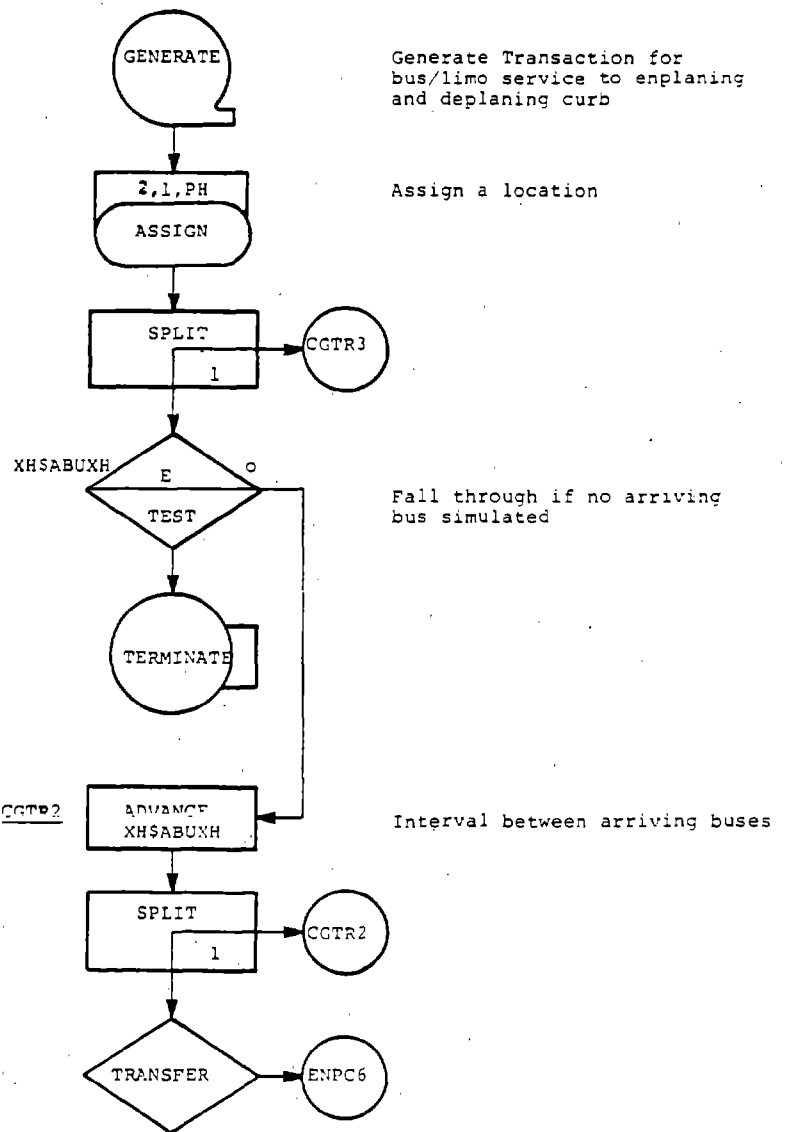 GENERATE
Generate Transaction for
bus/limo service to enplaning
and deplaning curb
2,1,PH
Assign a location
ASSIGN
SPLIT
CGTR3
1
XH$ABUXH
E
O
TEST
Fall through if no arriving
bus simulated
TERMINATE
CGTR2
ADVANCE
XH$ABUXH
Interval between arriving buses
SPLIT
CGTR2
1
TRANSFER
ENPC6